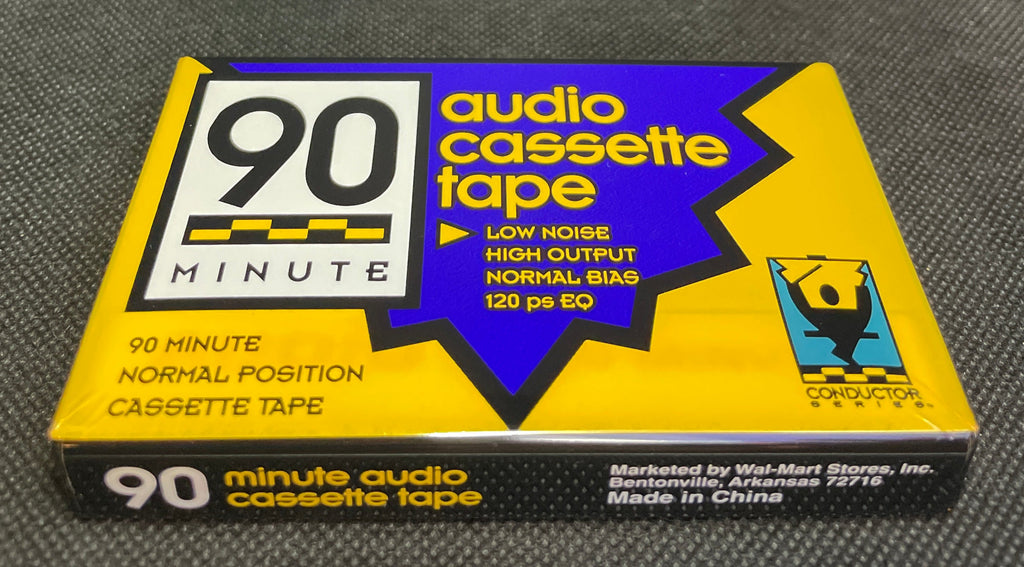 90
MINUTE
audio
cassette
tape
LOW NOISE
HIGH OUTPUT
NORMAL BIAS
120 ps EQ
90 MINUTE
NORMAL POSITION
CASSETTE TAPE
CONDUCTOR
SERIES™
90 minute audio
cassette tape
Marketed by Wal-Mart Stores, Inc.
Bentonville, Arkansas 72716
Made in China